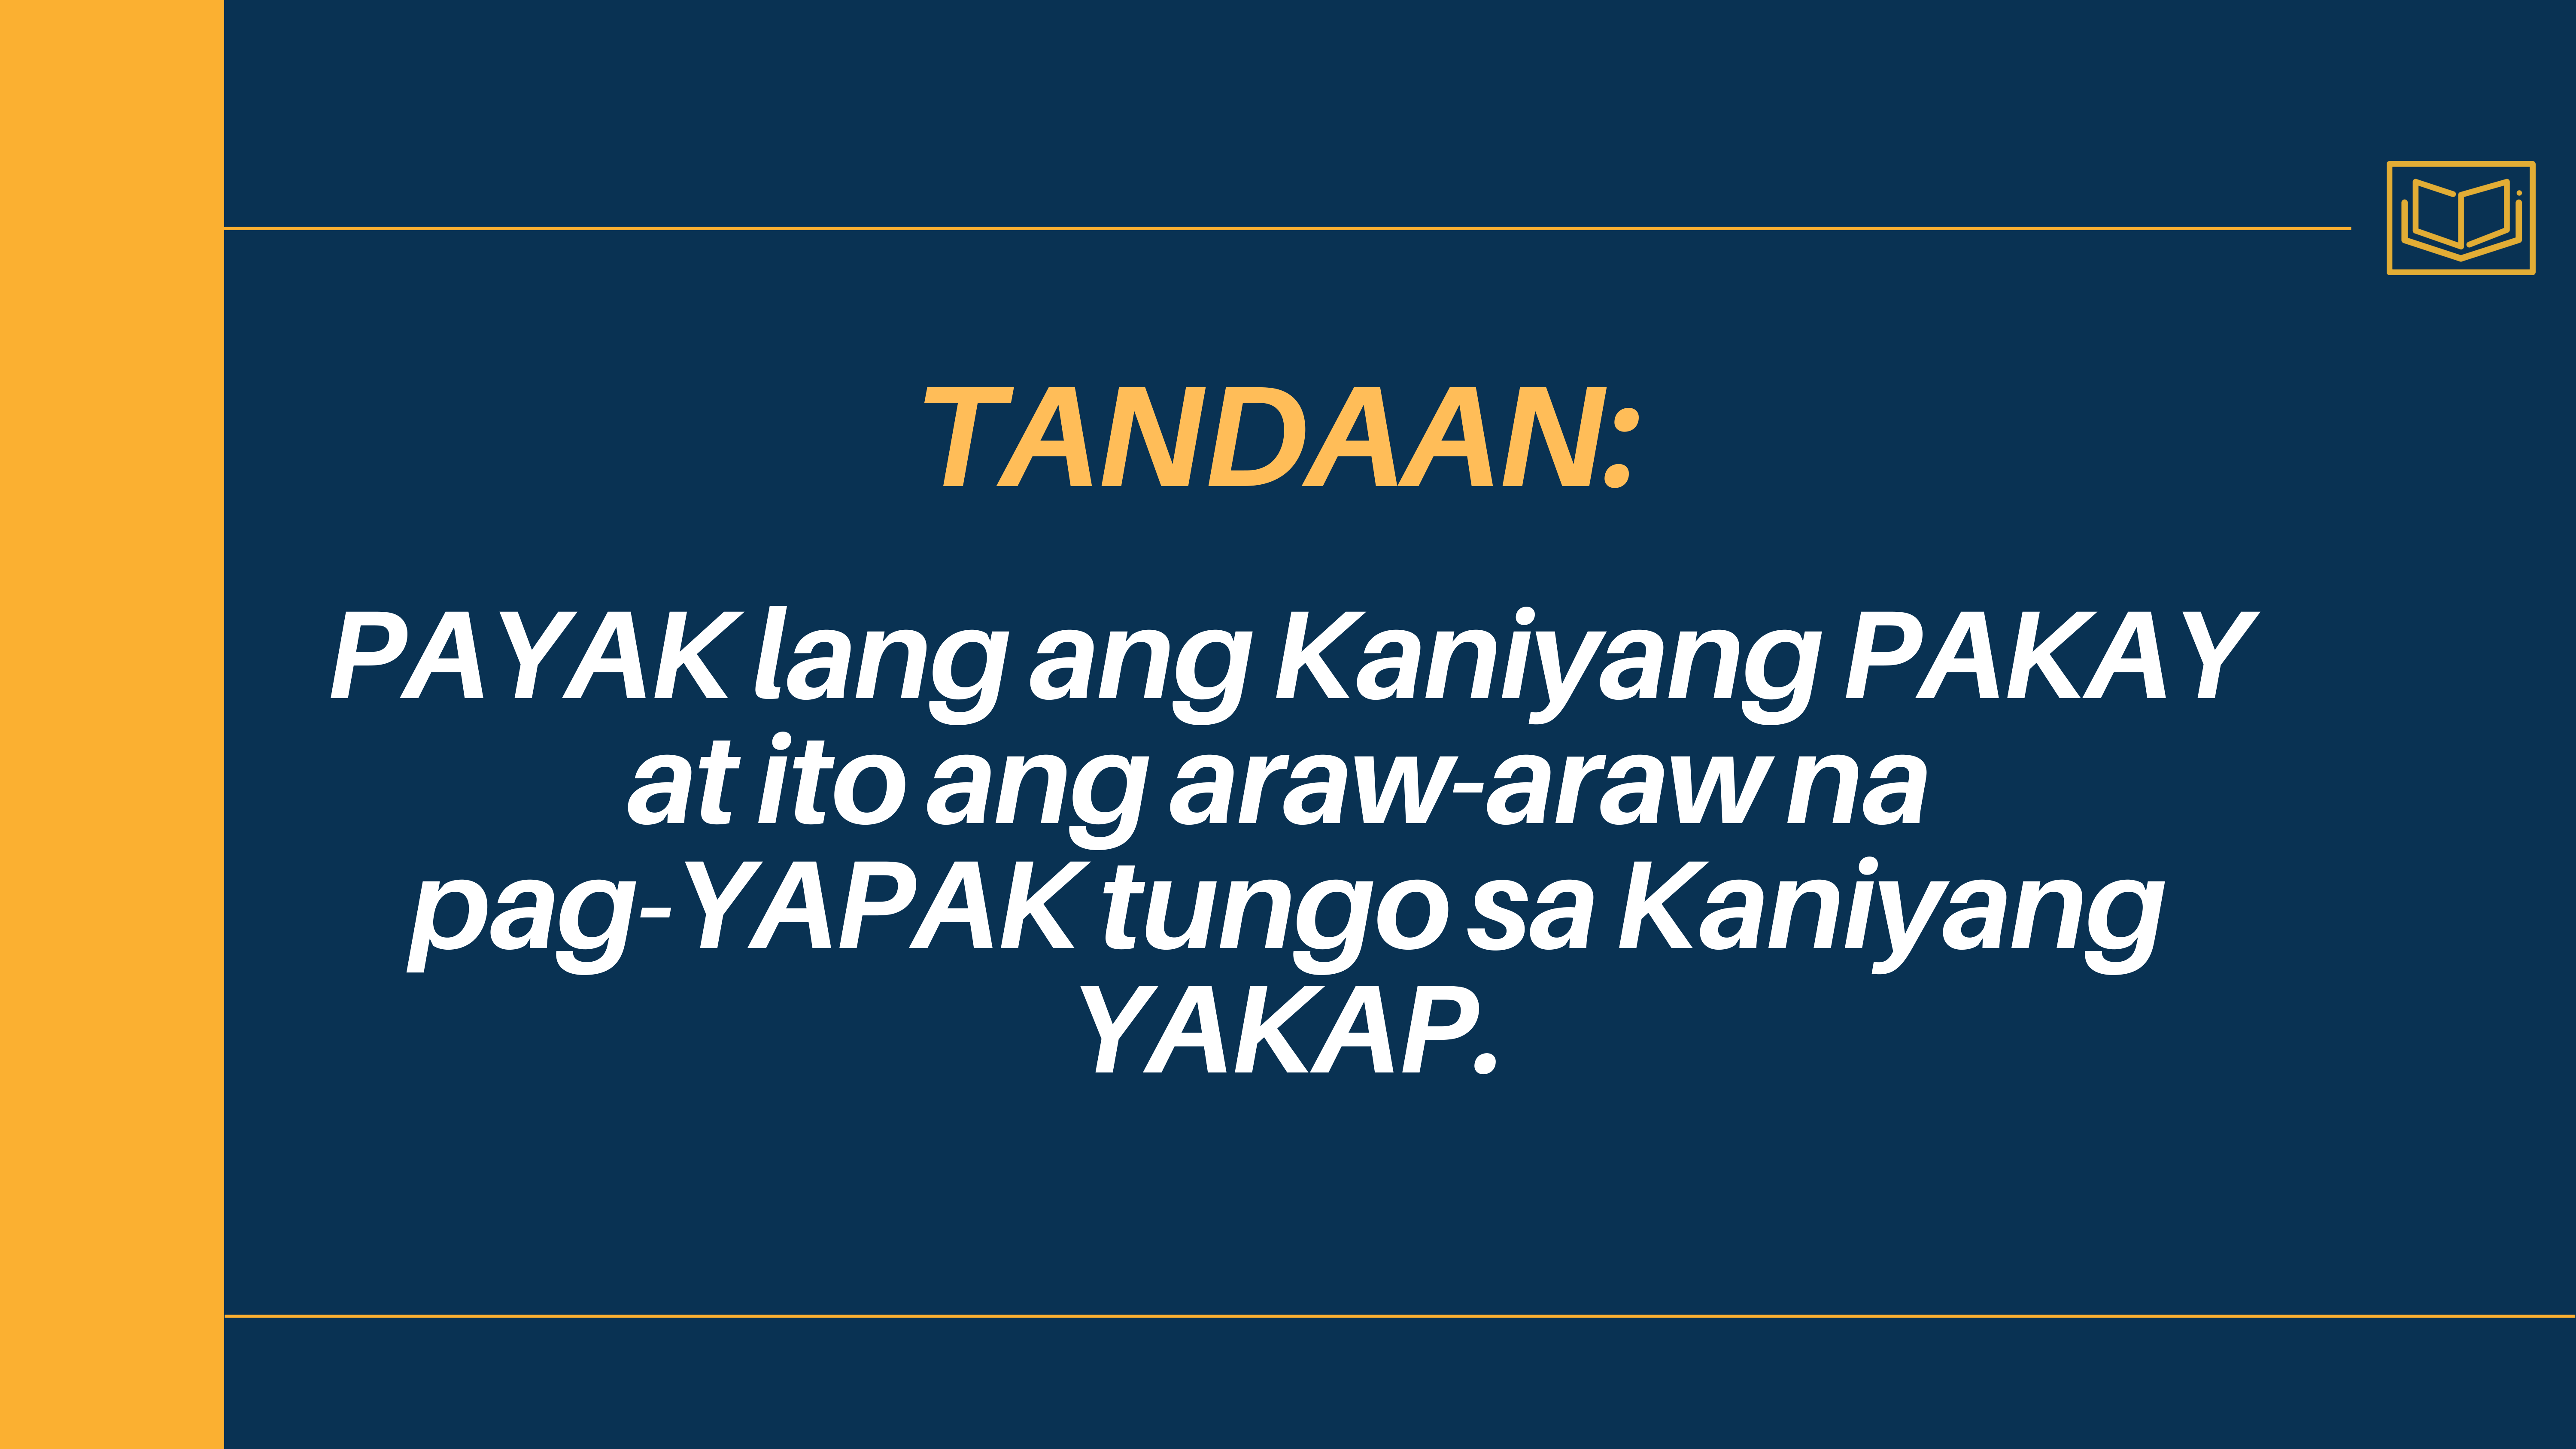 TANDAAN:
PAYAK lang ang Kaniyang PAKAY
at ito ang araw-araw na
pag-YAPAK tungo sa Kaniyang
YAKAP.